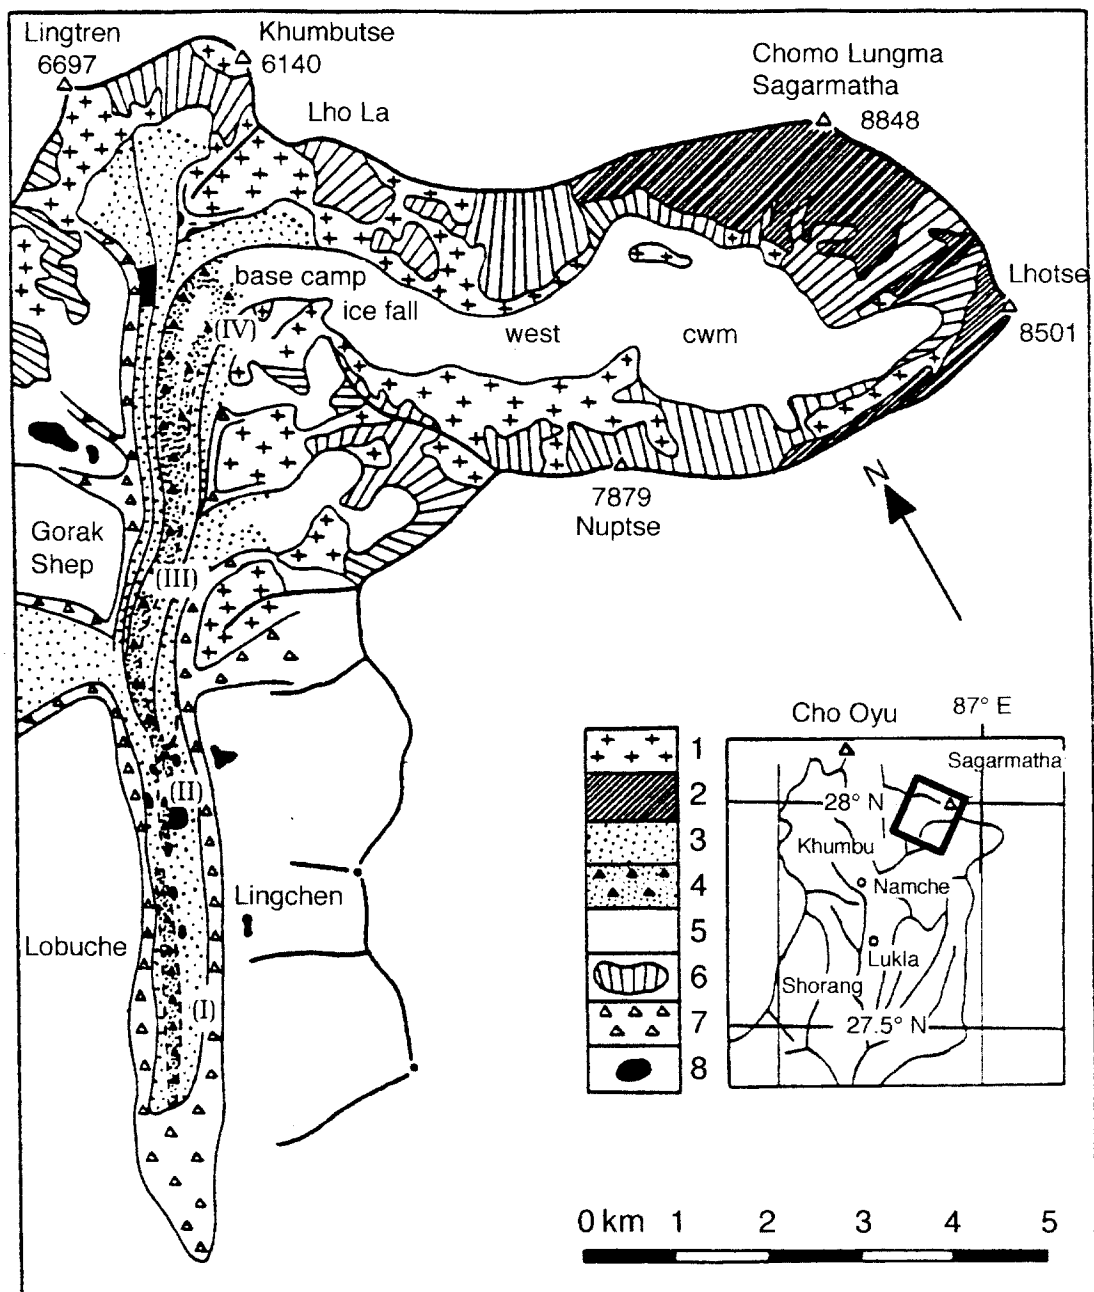 Lingtren
6697
Khumbutse
6140
Lho La
Chomo Lungma
Sagarmatha
8848
Lhotse
8501
base camp
ice fall
west
cwm
(IV)
7879
Nuptse
N
Gorak
Shep
(III)
(II)
Lingchen
Lobuche
(I)
1
2
3
4
5
6
7
8
Cho Oyu
87° E
Sagarmatha
28° N
Khumbu
Namche
Lukla
Shorang
27.5° N
0 km 1 2 3 4 5